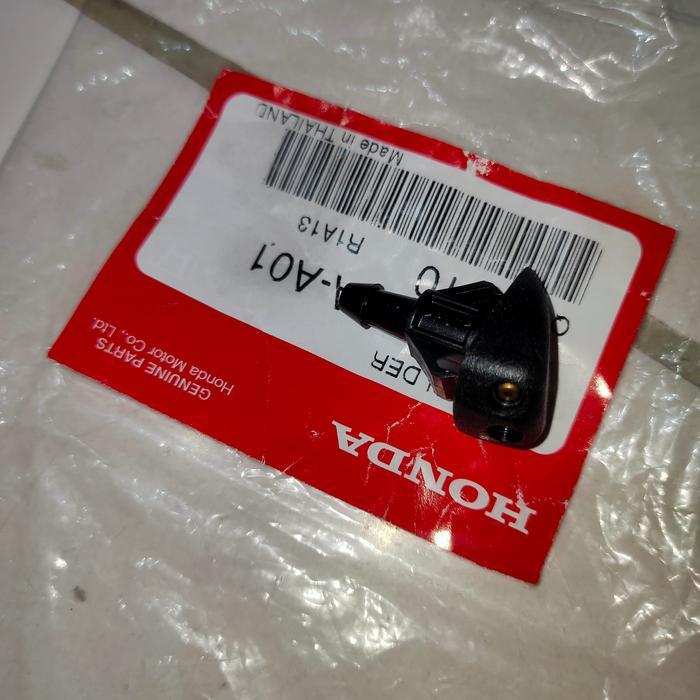 HONDA
GENUINE PARTS
Honda Motor Co., Ltd.
LDER
-A01
R1A13
Made in THAILAND